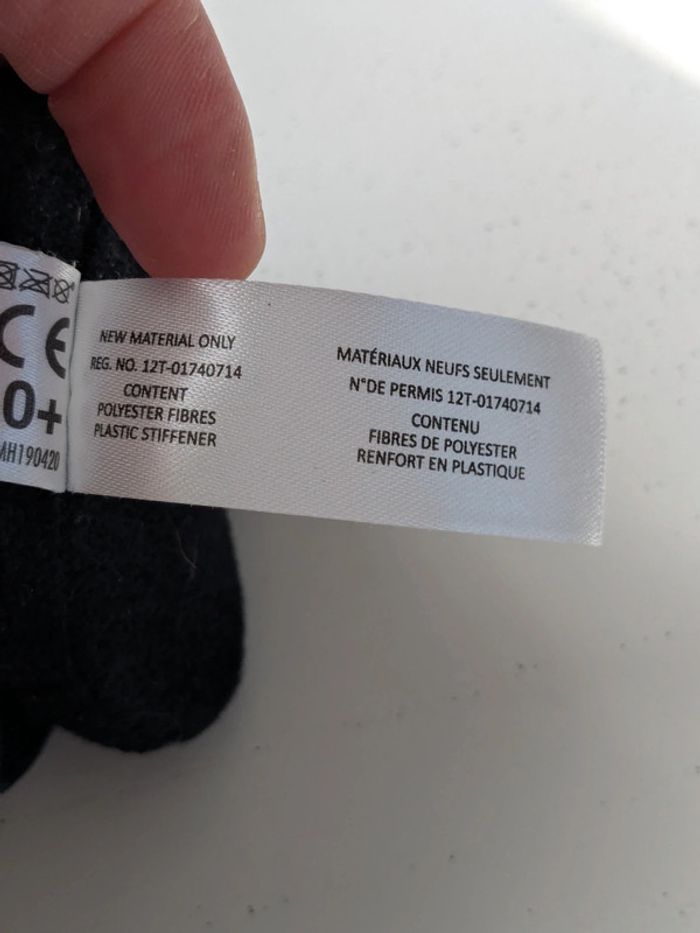 CE
0+
MH190420
NEW MATERIAL ONLY
REG. NO. 12T-01740714
CONTENT
POLYESTER FIBRES
PLASTIC STIFFENER
MATÉRIAUX NEUFS SEULEMENT
N°DE PERMIS 12T-01740714
CONTENU
FIBRES DE POLYESTER
RENFORT EN PLASTIQUE